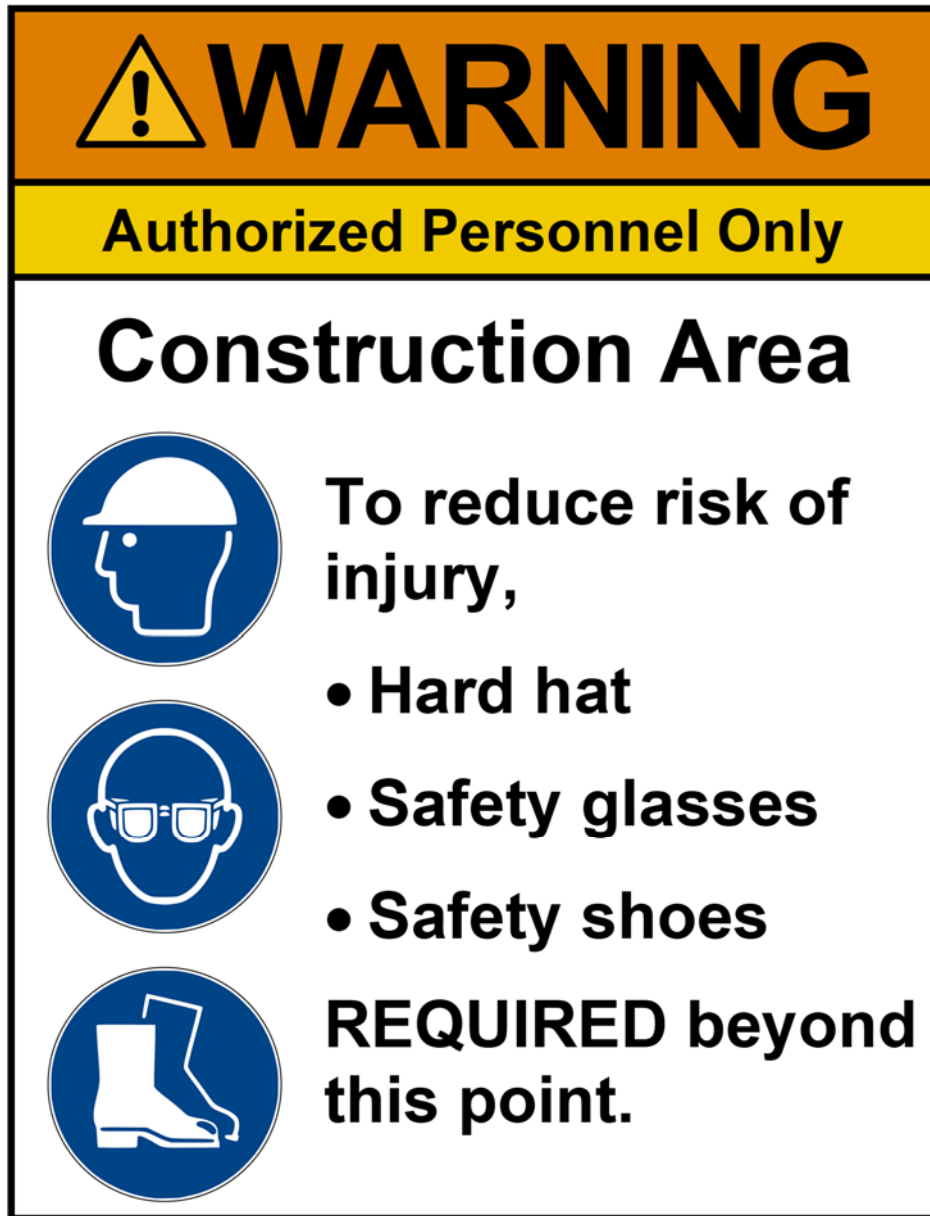 WARNING
Authorized Personnel Only
Construction Area
To reduce risk of
injury,
• Hard hat
• Safety glasses
• Safety shoes
REQUIRED beyond
this point.